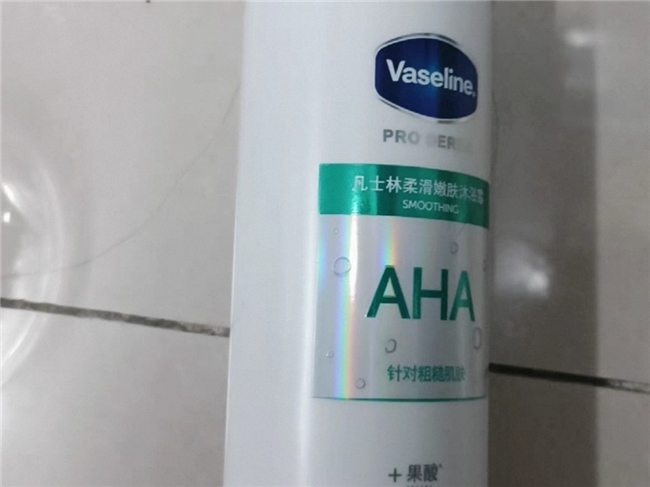 Vaseline.
PRO DERMA
凡士林柔滑嫩肤沐浴露
SMOOTHING
AHA
针对粗糙肌肤
+ 果酸*